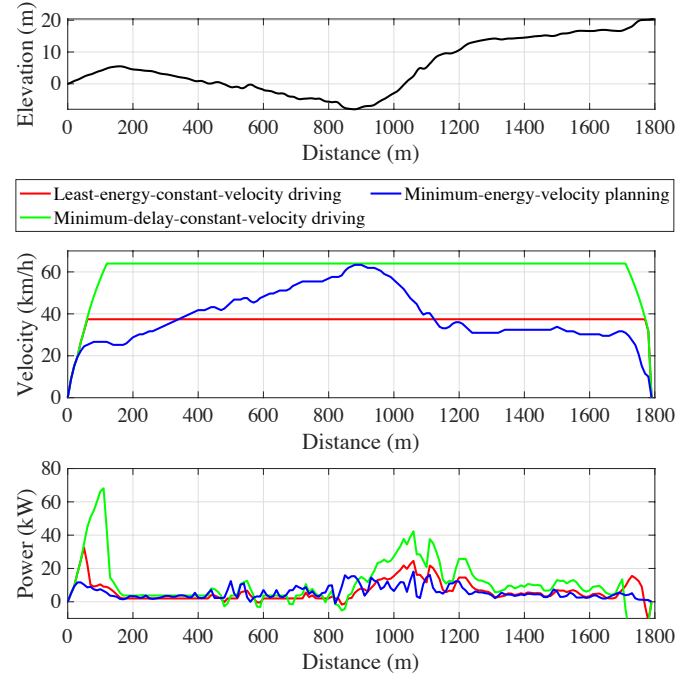 20
10
0
Elevation (m)
0 200 400 600 800 1000 1200 1400 1600 1800
Distance (m)
Least-energy-constant-velocity driving Minimum-energy-velocity planning
Minimum-delay-constant-velocity driving
60
40
20
0
Velocity (km/h)
0 200 400 600 800 1000 1200 1400 1600 1800
Distance (m)
80
60
40
20
0
Power (kW)
0 200 400 600 800 1000 1200 1400 1600 1800
Distance (m)